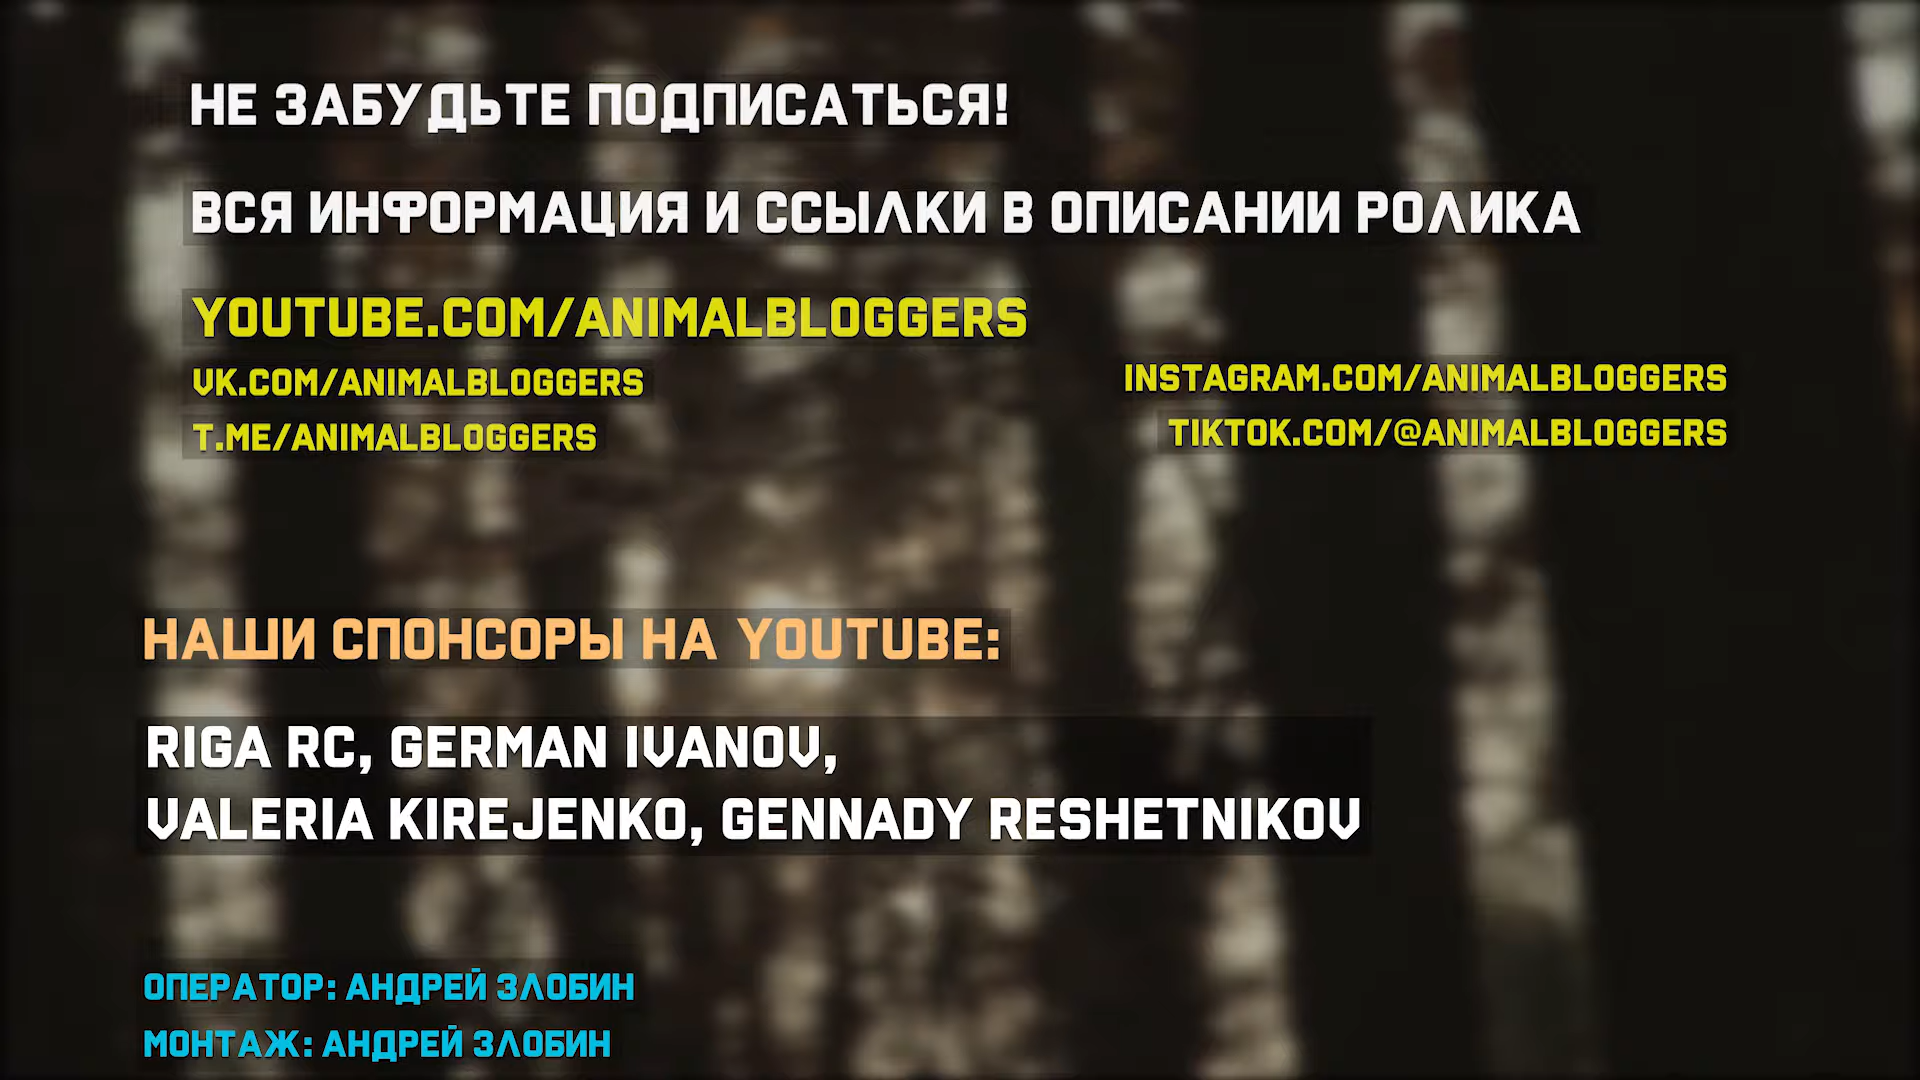 НЕ ЗАБУДЬТЕ ПОДПИСАТЬСЯ!
ВСЯ ИНФОРМАЦИЯ И ССЫЛКИ В ОПИСАНИИ РОЛИКА
YOUTUBE.COM/ANIMALBLOGGERS
VK.COM/ANIMALBLOGGERS
T.ME/ANIMALBLOGGERS
INSTAGRAM.COM/ANIMALBLOGGERS
TIKTOK.COM/@ANIMALBLOGGERS
НАШИ СПОНСОРЫ НА YOUTUBE:
RIGA RC, GERMAN IVANOV,
VALERIA KIREJENKO, GENNADY RESHETNIKOV
ОПЕРАТОР: АНДРЕЙ ЗЛОБИН
МОНТАЖ: АНДРЕЙ ЗЛОБИН